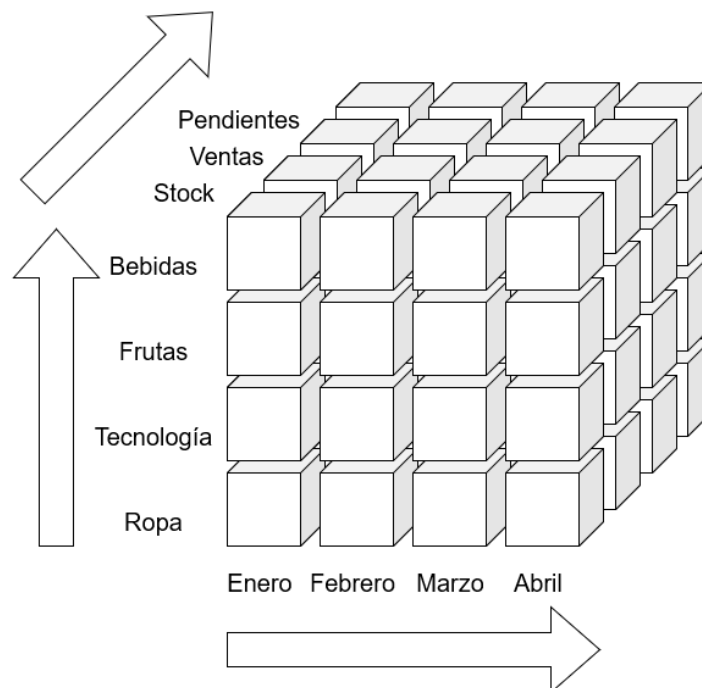 Pendientes
Ventas
Stock
Bebidas
Frutas
Tecnología
Ropa
Enero Febrero Marzo Abril